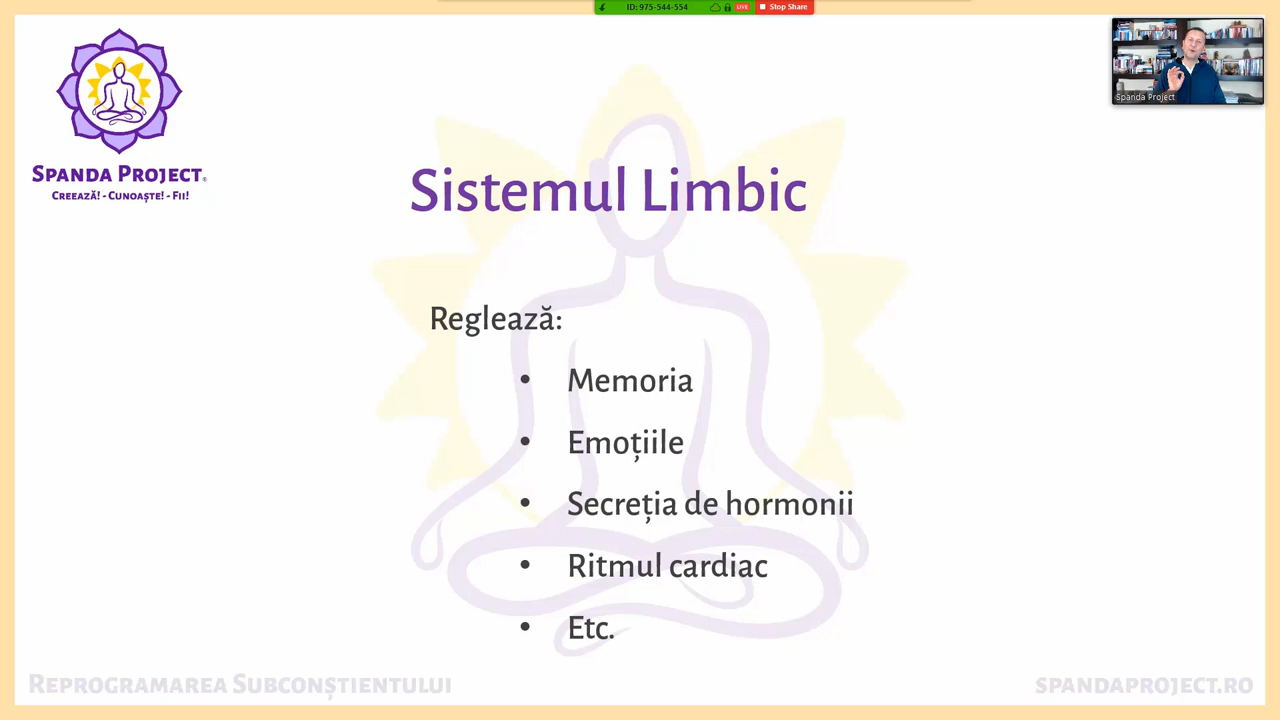 ID: 975-544-554
LIVE
Stop Share
Spanda Project
SPANDA PROJECT®
CREEAZĂ! - CUNOAȘTE! - FII!
Sistemul Limbic
Reglează:
• Memoria
• Emoțiile
• Secreția de hormonii
• Ritmul cardiac
• Etc.
REPROGRAMAREA SUBCONȘTIENTULUI
SPANDAPROJECT.RO